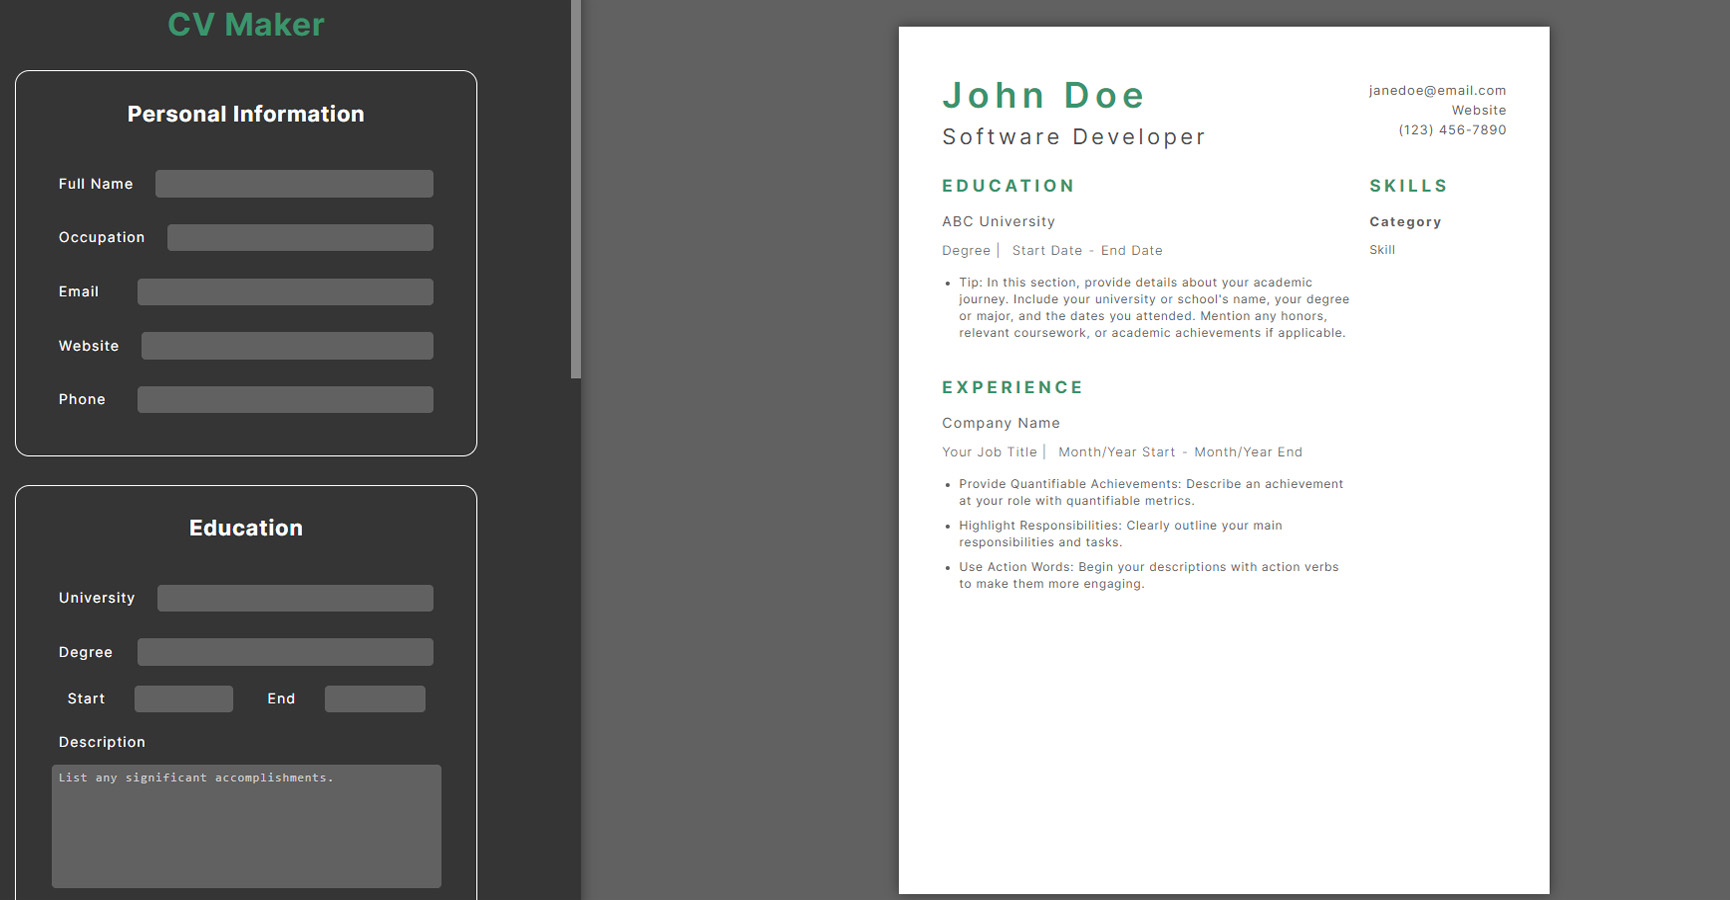 CV Maker
Personal Information
Full Name
Occupation
Email
Website
Phone
Education
University
Degree
Start End
Description
List any significant accomplishments.
John Doe
Software Developer
janedoe@email.com
Website
(123) 456-7890
EDUCATION
ABC University
Degree | Start Date - End Date
• Tip: In this section, provide details about your academic
journey. Include your university or school's name, your degree
or major, and the dates you attended. Mention any honors,
relevant coursework, or academic achievements if applicable.
EXPERIENCE
Company Name
Your Job Title | Month/Year Start - Month/Year End
• Provide Quantifiable Achievements: Describe an achievement
at your role with quantifiable metrics.
• Highlight Responsibilities: Clearly outline your main
responsibilities and tasks.
• Use Action Words: Begin your descriptions with action verbs
to make them more engaging.
SKILLS
Category
Skill